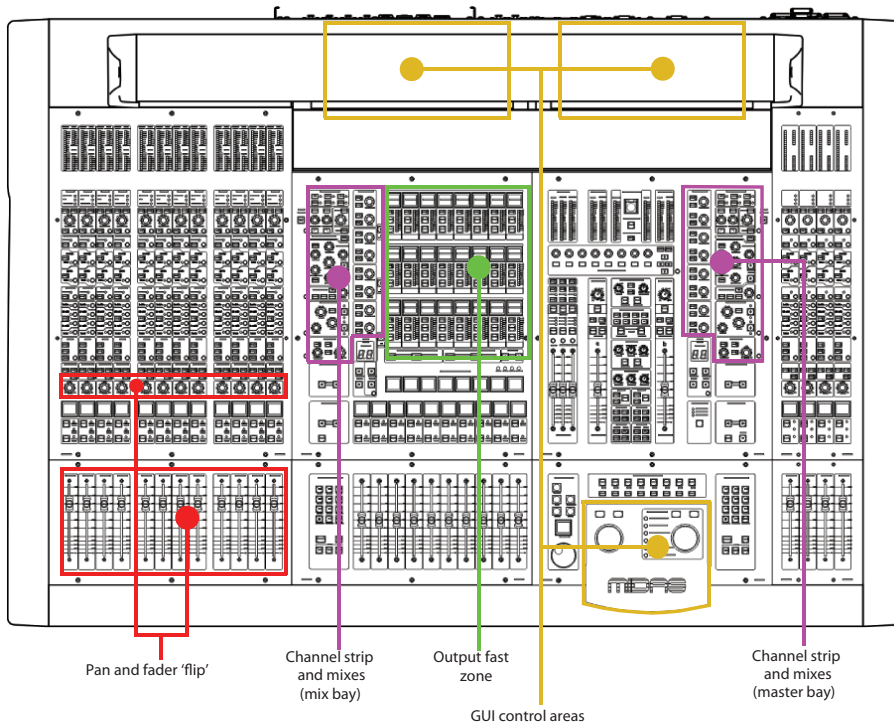 MIDAS
Pan and fader ‘flip’
Channel strip
and mixes
(mix bay)
Output fast
zone
Channel strip
and mixes
(master bay)
GUI control areas